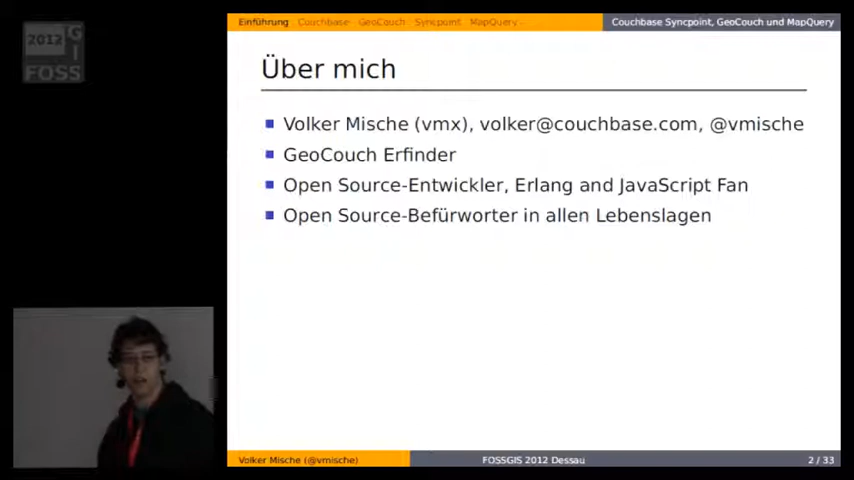 2012 GI
FOSS
Einführung Couchbase GeoCouch Syncpoint MapQuery
Couchbase Syncpoint, GeoCouch und MapQuery
Über mich
Volker Mische (vmx), volker@couchbase.com, @vmische
GeoCouch Erfinder
Open Source-Entwickler, Erlang and JavaScript Fan
Open Source-Befürworter in allen Lebenslagen
Volker Mische (@vmische)
FOSSGIS 2012 Dessau
2 / 33